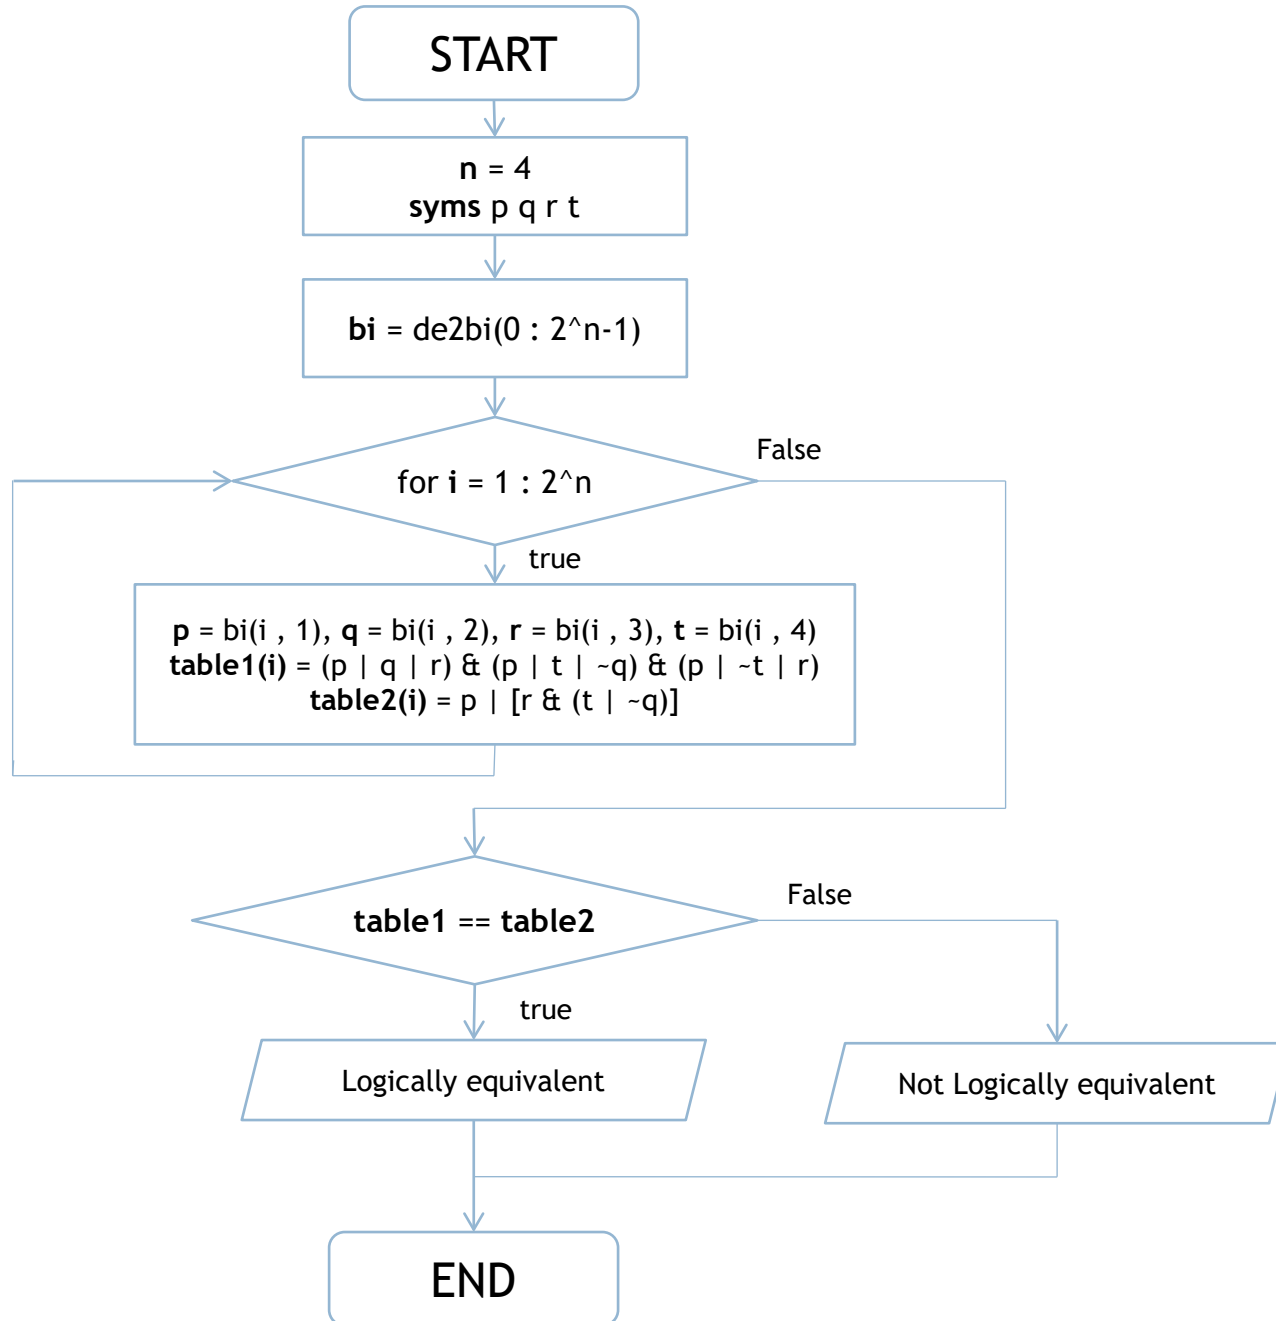 START
n = 4
syms p q r t
bi = de2bi(0 : 2^n-1)
False
for i = 1 : 2^n
true
p = bi(i , 1), q = bi(i , 2), r = bi(i , 3), t = bi(i , 4)
table1(i) = (p | q | r) & (p | t | ~q) & (p | ~t | r)
table2(i) = p | [r & (t | ~q)]
False
table1 == table2
true
Logically equivalent
Not Logically equivalent
END